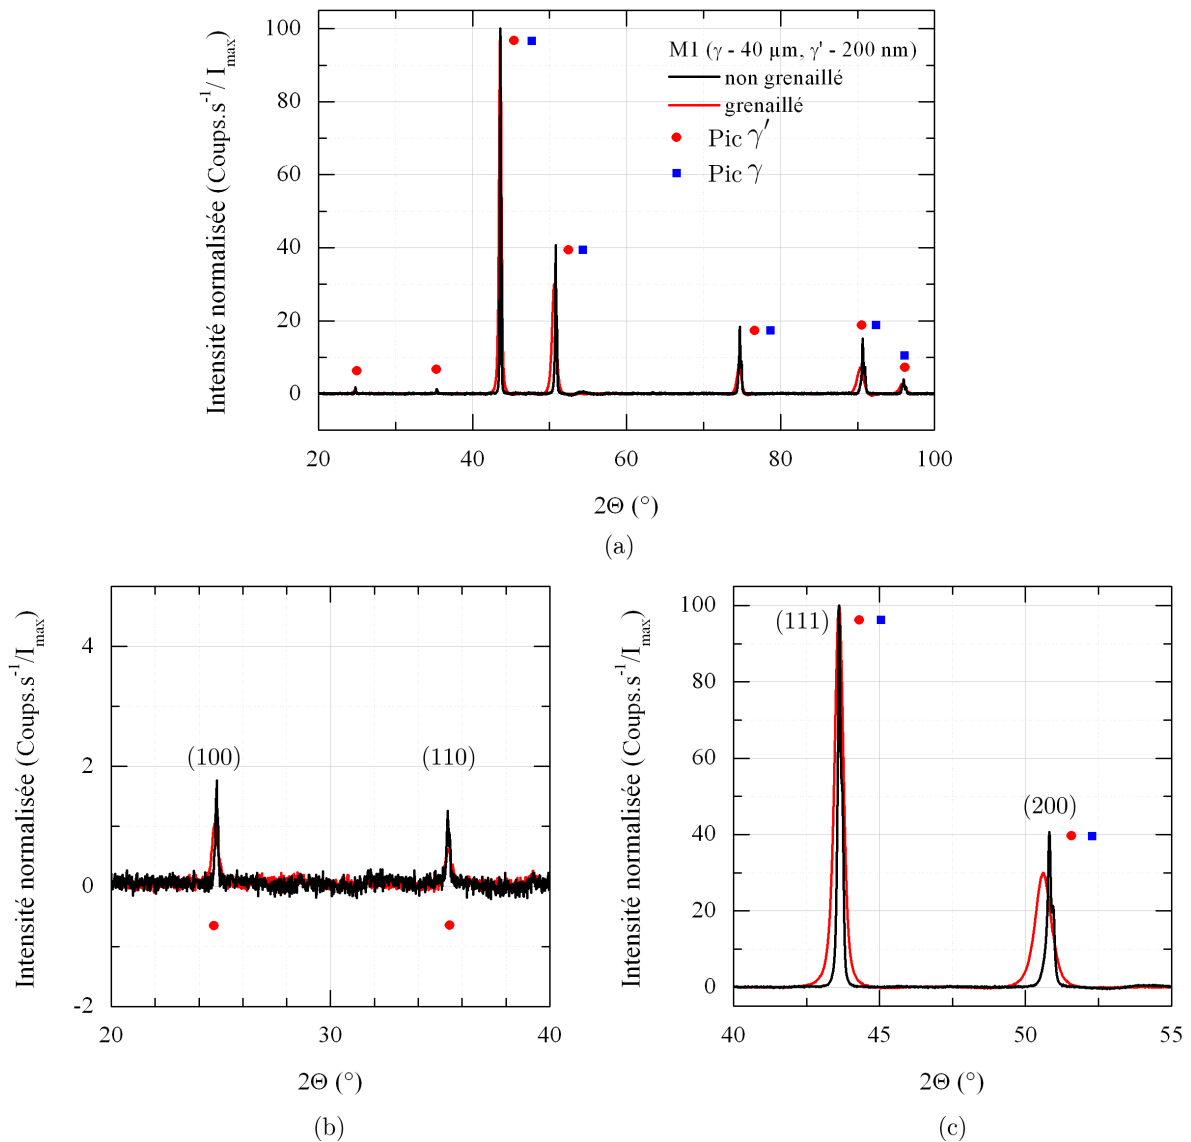 Intensité normalisée (Coups.s⁻¹/ I_max)
100
80
60
40
20
0
M1 (γ - 40 µm, γ' - 200 nm)
non grenaillé
grenaillé
Pic γ′
Pic γ
20 40 60 80 100
2Θ (°)
(a)
Intensité normalisée (Coups.s⁻¹/I_max)
4
2
0
-2
(100) (110)
20 30 40
2Θ (°)
(b)
Intensité normalisée (Coups.s⁻¹/I_max)
100
80
60
40
20
0
(111)
(200)
40 45 50 55
2Θ (°)
(c)